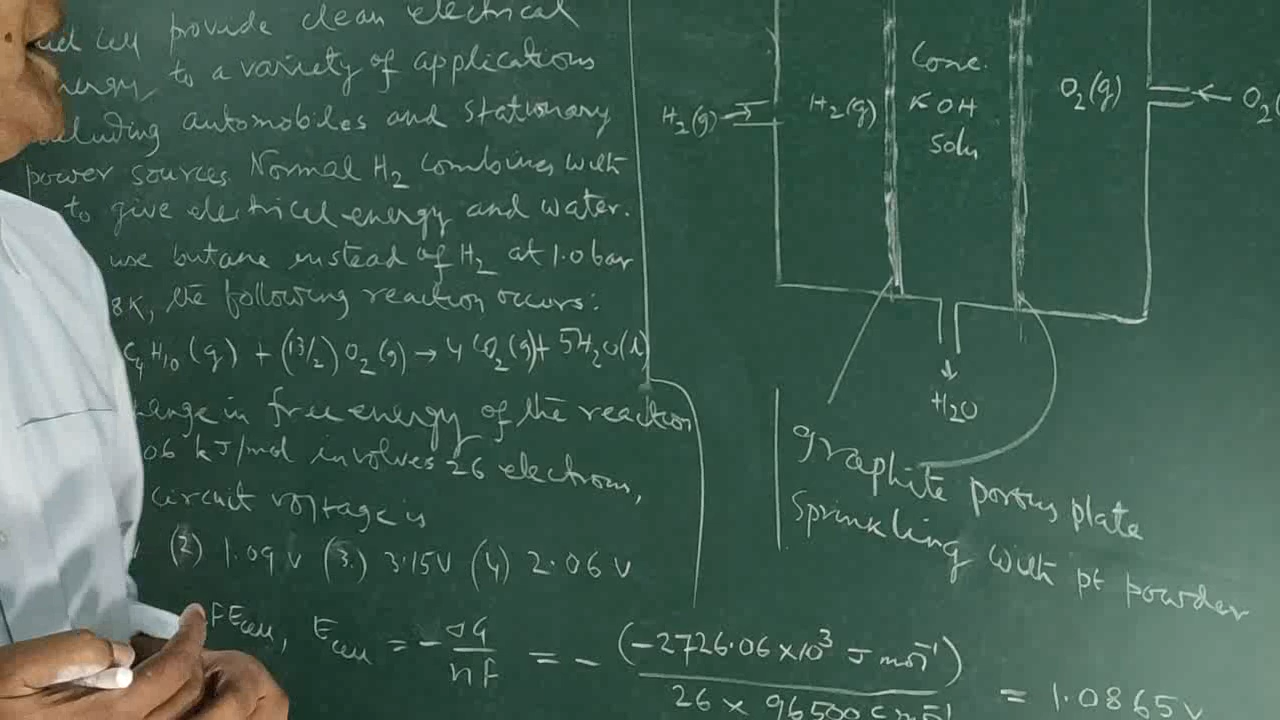 cell provide clean electrical
energy to a variety of applications
including automobiles and stationary
power sources Normal H2 combines with
to give electrical energy and water.
use butane instead of H2 at 1.0 bar
8K, the following reaction occurs:
C4H10(g) + (13/2) O2(g) → 4 CO2(g) + 5H2O(l)
in free energy of the reaction
06 kJ/mol involves 26 electrons,
circuit voltage is
(2) 1.09 V (3.) 3.15V (4) 2.06 V
FEcell, Ecell = - ΔG/nF = - (-2726.06 x10³ J mol⁻¹)/26 x 96500 C mol⁻¹ = 1.0865 V
H2(g) →
H2(g)
Conc.
KOH
Soln
O2(g)
← O2(
H2O
graphite porous plate
Sprinkling with pt powder